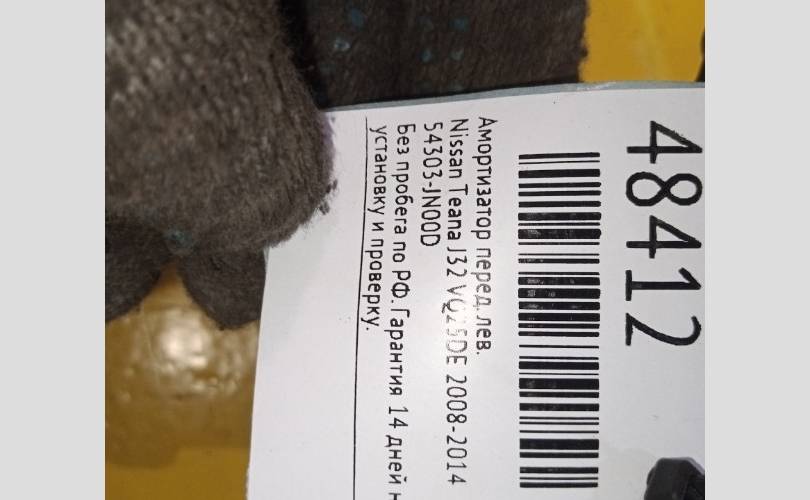 48412
Амортизатор перед. лев.
Nissan Teana J32 VQ25DE 2008-2014
54303-JN00D
Без пробега по РФ. Гарантия 14 дней
установку и проверку.